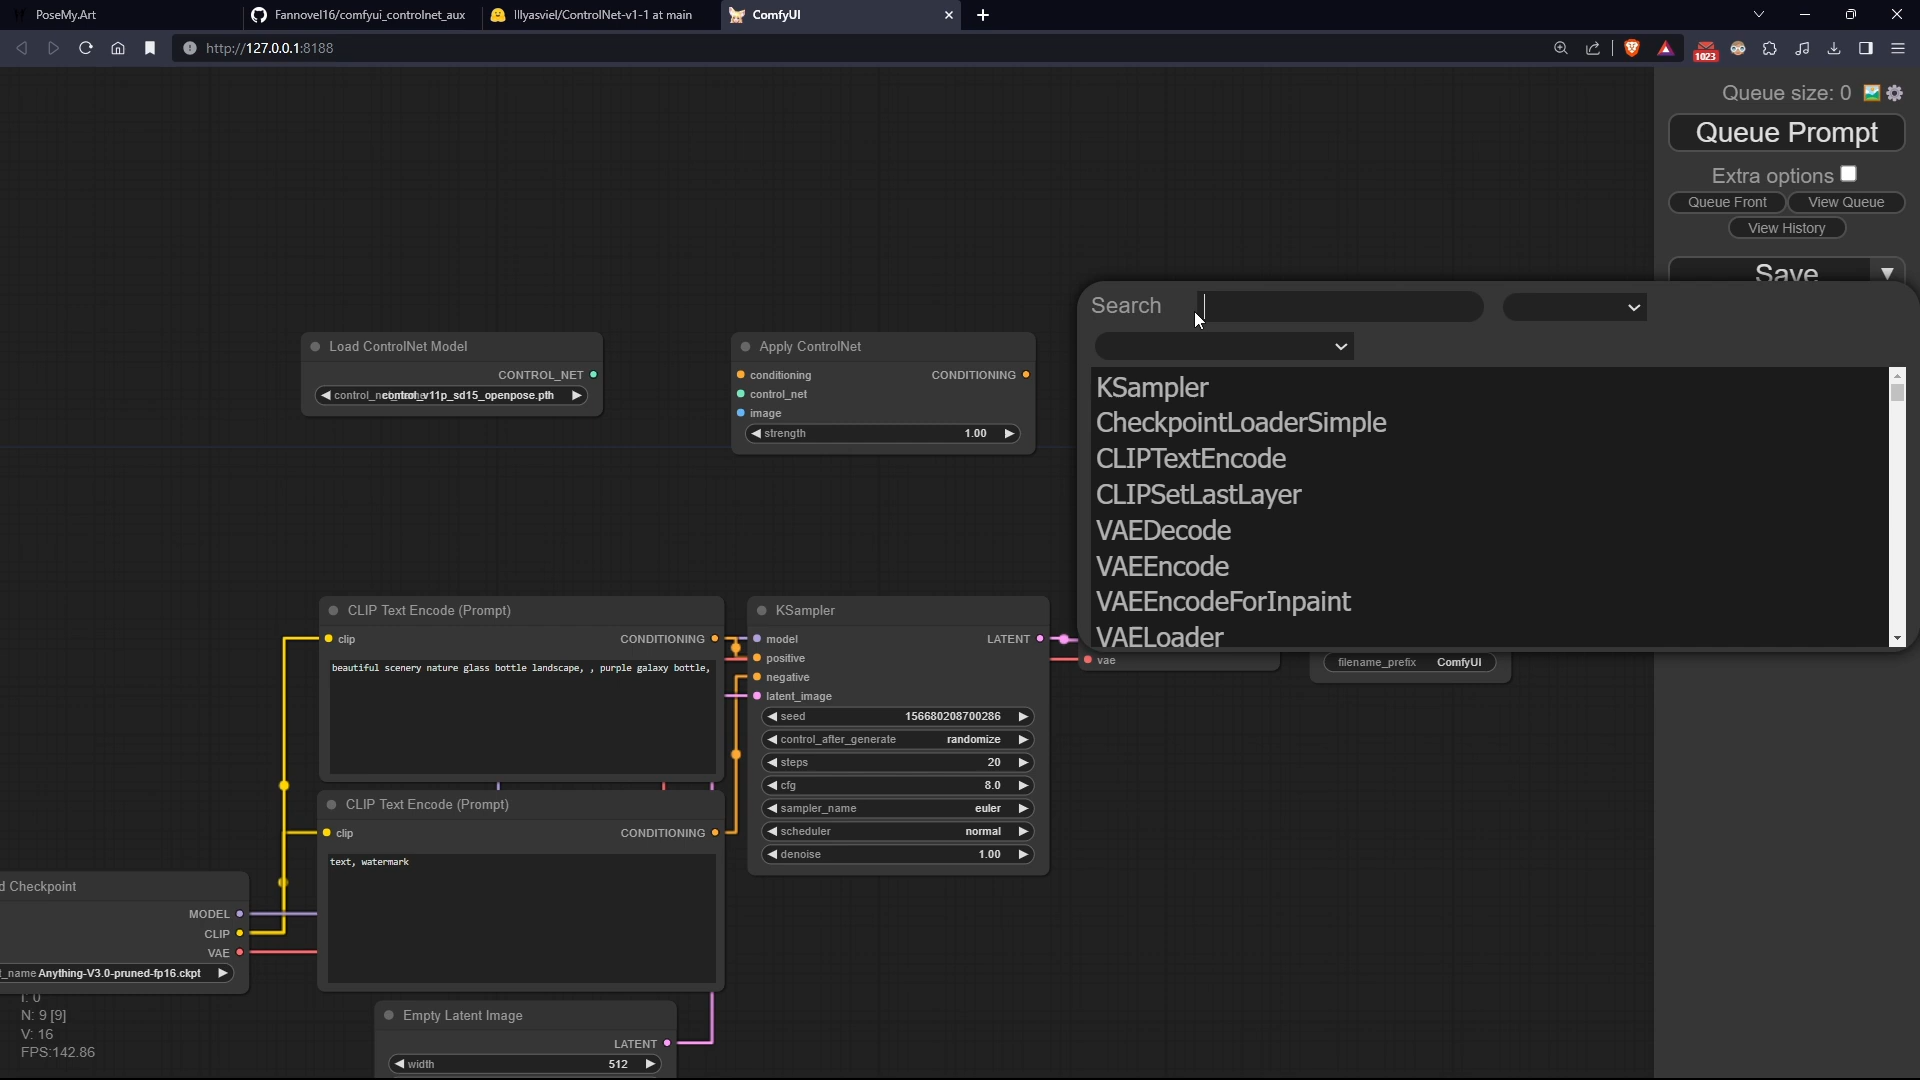 PoseMy.Art
Fannovel16/comfyui_controlnet_aux
lllyasviel/ControlNet-v1-1 at main
ComfyUI
http://127.0.0.1:8188
1023
Queue size: 0
Queue Prompt
Extra options
Queue Front
View Queue
View History
Save
Search
KSampler
CheckpointLoaderSimple
CLIPTextEncode
CLIPSetLastLayer
VAEDecode
VAEEncode
VAEEncodeForInpaint
VAELoader
Load ControlNet Model
CONTROL_NET
control_v11p_sd15_openpose.pth
Apply ControlNet
conditioning
CONDITIONING
control_net
image
strength 1.00
CLIP Text Encode (Prompt)
clip
CONDITIONING
beautiful scenery nature glass bottle landscape, , purple galaxy bottle,
CLIP Text Encode (Prompt)
clip
CONDITIONING
text, watermark
KSampler
model
LATENT
positive
negative
latent_image
seed 156680208700286
control_after_generate randomize
steps 20
cfg 8.0
sampler_name euler
scheduler normal
denoise 1.00
vae
filename_prefix ComfyUI
d Checkpoint
MODEL
CLIP
VAE
t_name Anything-V3.0-pruned-fp16.ckpt
Empty Latent Image
LATENT
width 512
I: 0
N: 9 [9]
V: 16
FPS:142.86